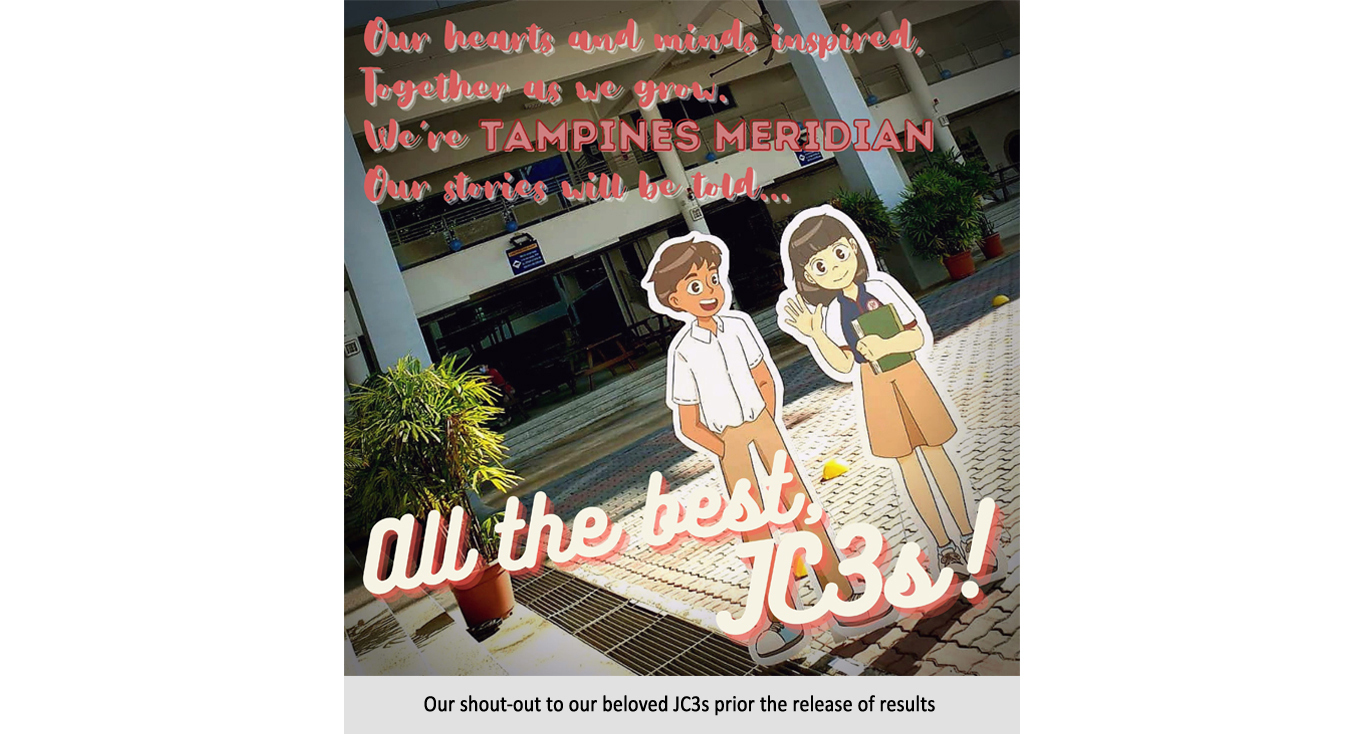 Our hearts and minds inspired,
Together as we grow.
We're TAMPINES MERIDIAN
Our stories will be told...
All the best,
JC3s!
Our shout-out to our beloved JC3s prior the release of results